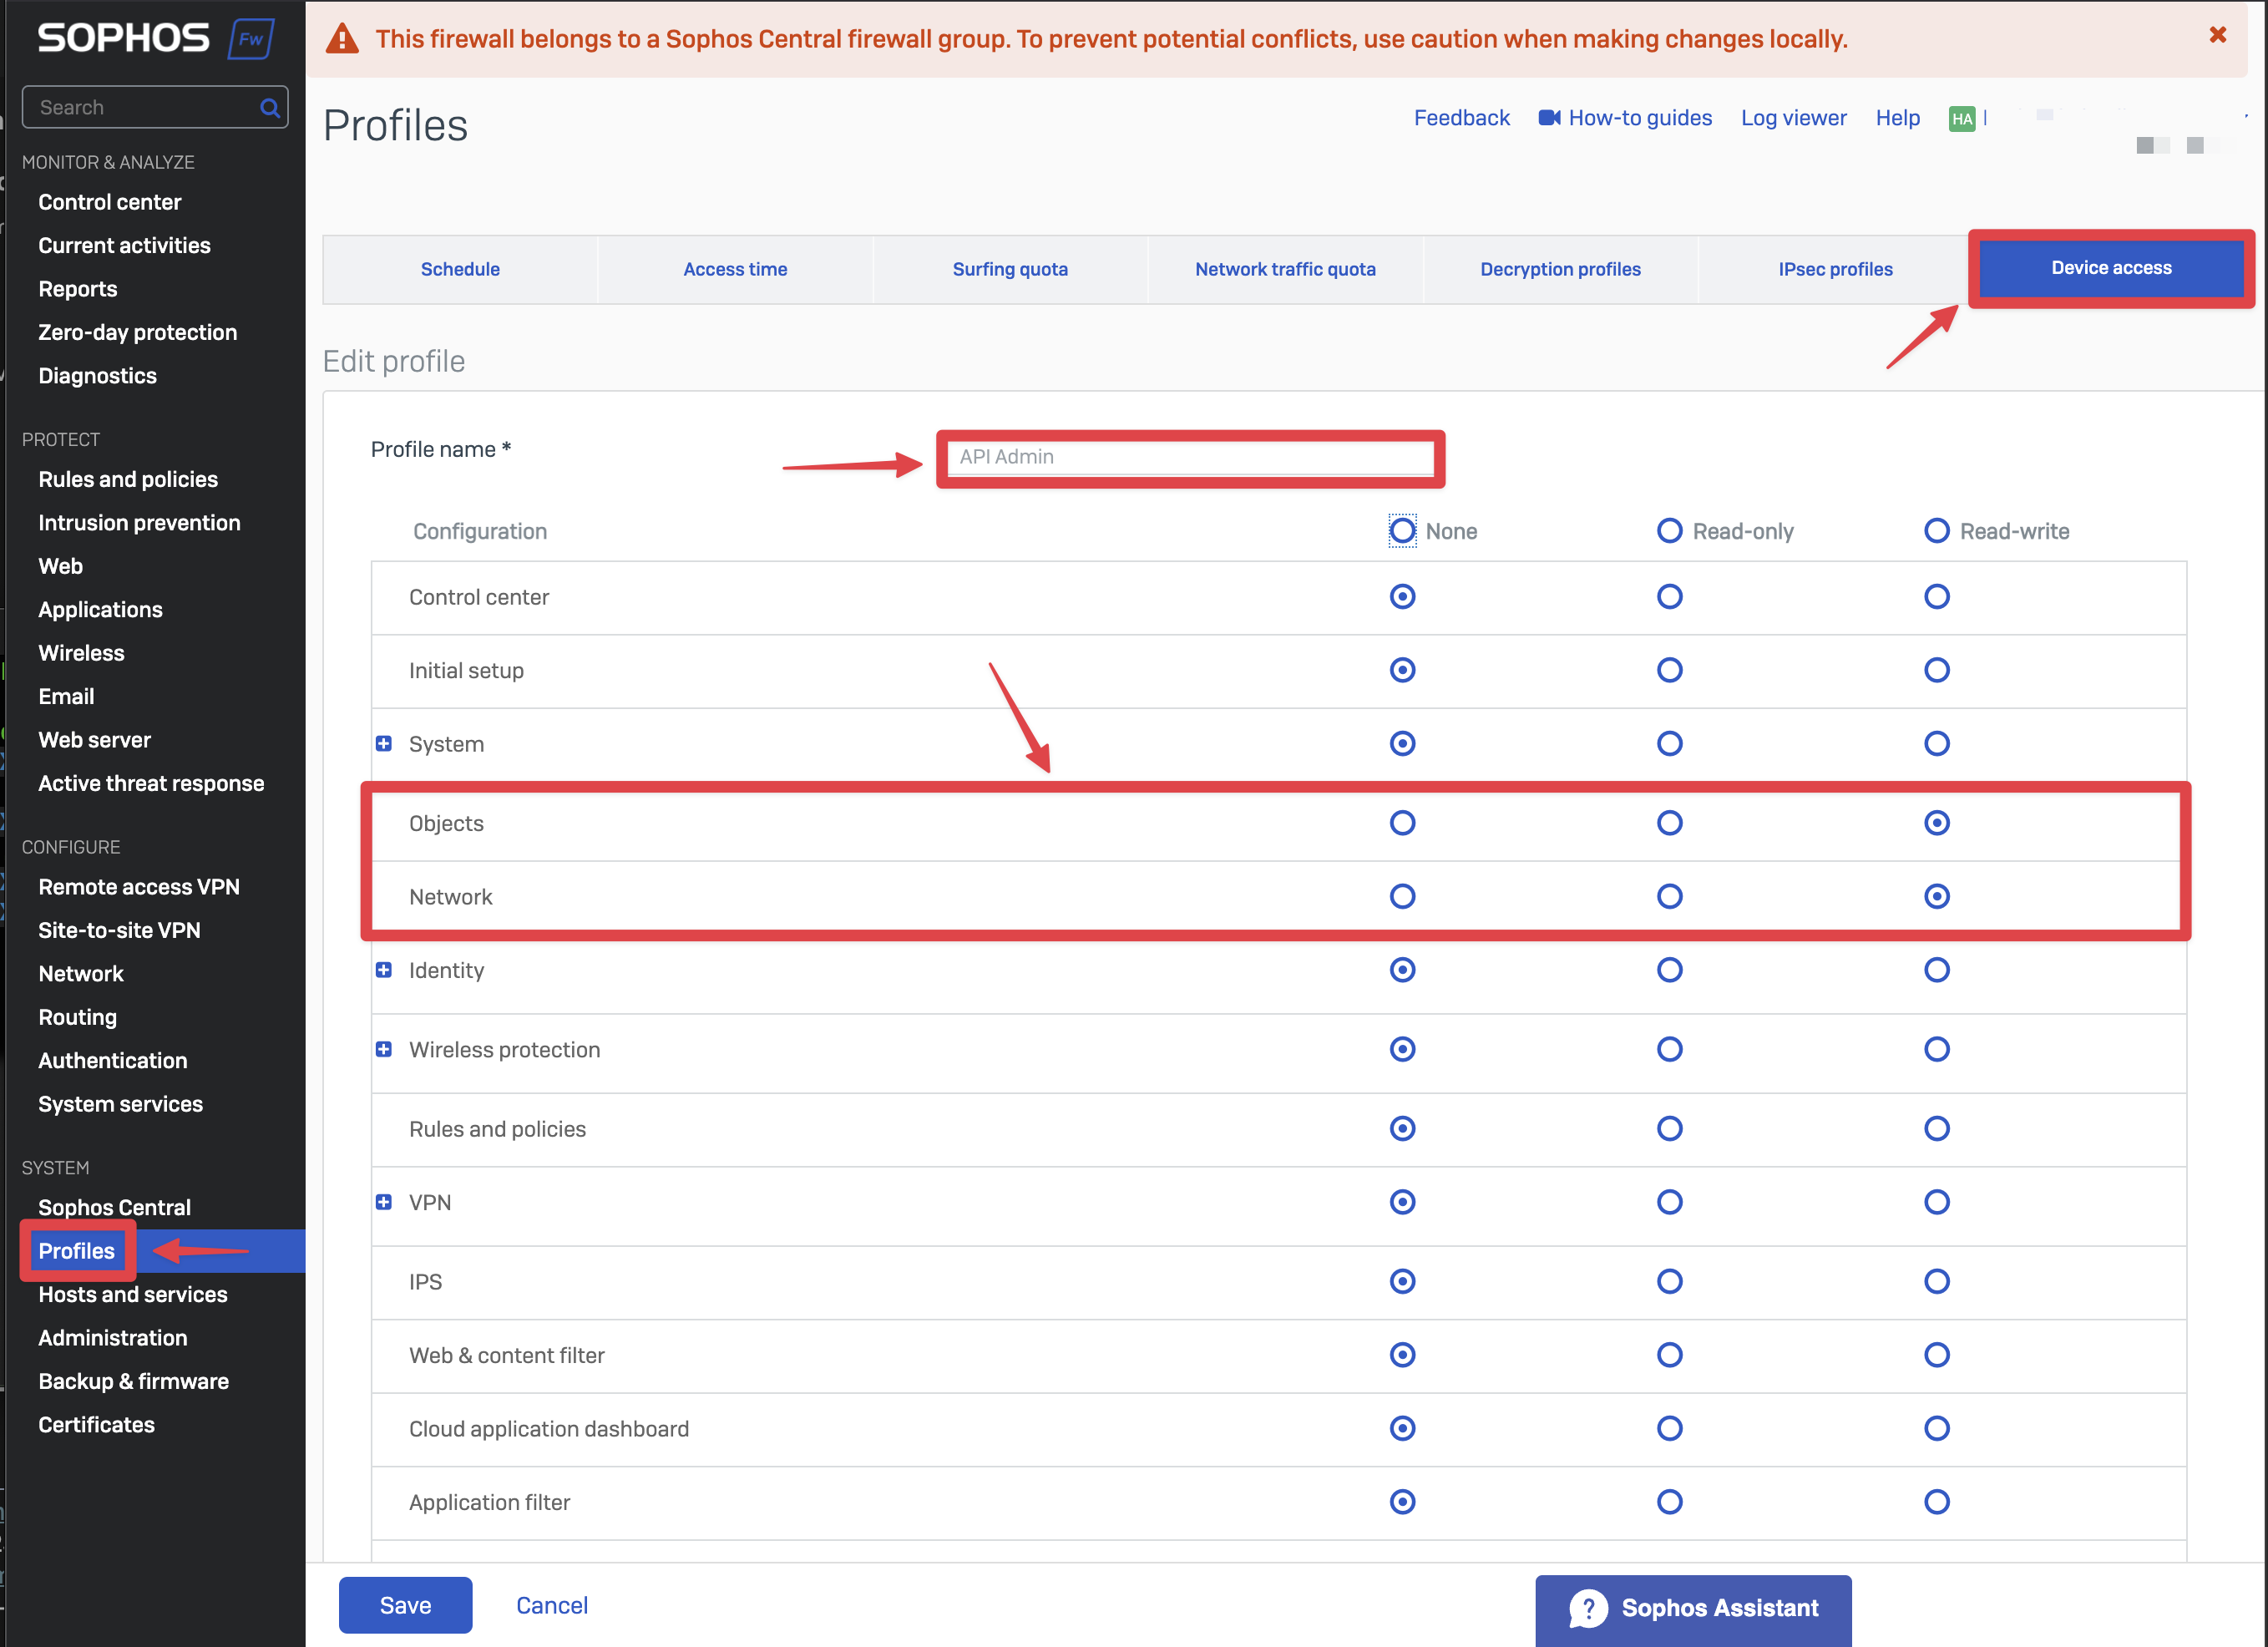 SOPHOS Fw
This firewall belongs to a Sophos Central firewall group. To prevent potential conflicts, use caution when making changes locally.
Search
Profiles
Feedback How-to guides Log viewer Help HA
MONITOR & ANALYZE
Control center
Current activities
Reports
Zero-day protection
Diagnostics
PROTECT
Rules and policies
Intrusion prevention
Web
Applications
Wireless
Email
Web server
Active threat response
CONFIGURE
Remote access VPN
Site-to-site VPN
Network
Routing
Authentication
System services
SYSTEM
Sophos Central
Profiles
Hosts and services
Administration
Backup & firmware
Certificates
Schedule Access time Surfing quota Network traffic quota Decryption profiles IPsec profiles Device access
Edit profile
Profile name * API Admin
Configuration None Read-only Read-write
Control center
Initial setup
System
Objects
Network
Identity
Wireless protection
Rules and policies
VPN
IPS
Web & content filter
Cloud application dashboard
Application filter
Save Cancel Sophos Assistant